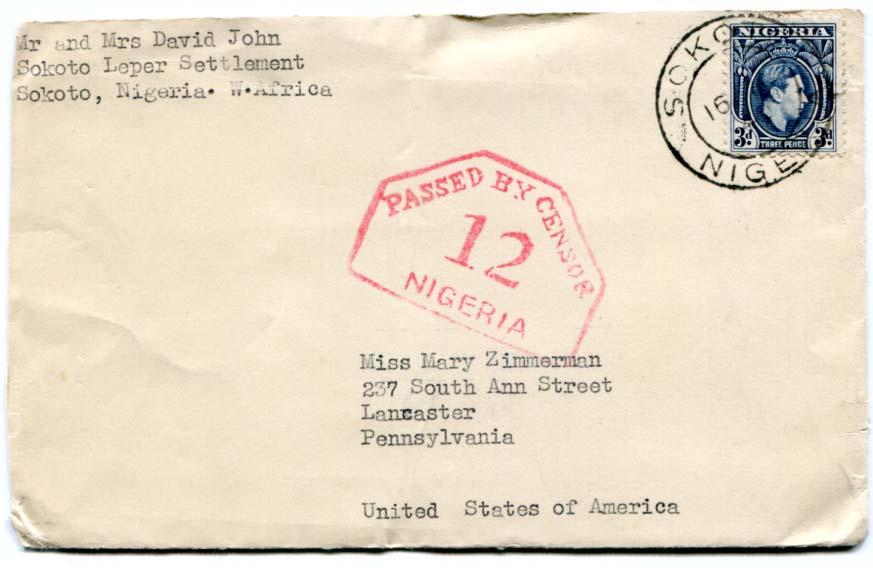 Mr and Mrs David John
Sokoto Leper Settlement
Sokoto, Nigeria. W.Africa
SOKO
16
NIGE
NIGERIA
3d THREE PENCE 3d
PASSED BY CENSOR
12
NIGERIA
Miss Mary Zimmerman
237 South Ann Street
Lancaster
Pennsylvania
United States of America